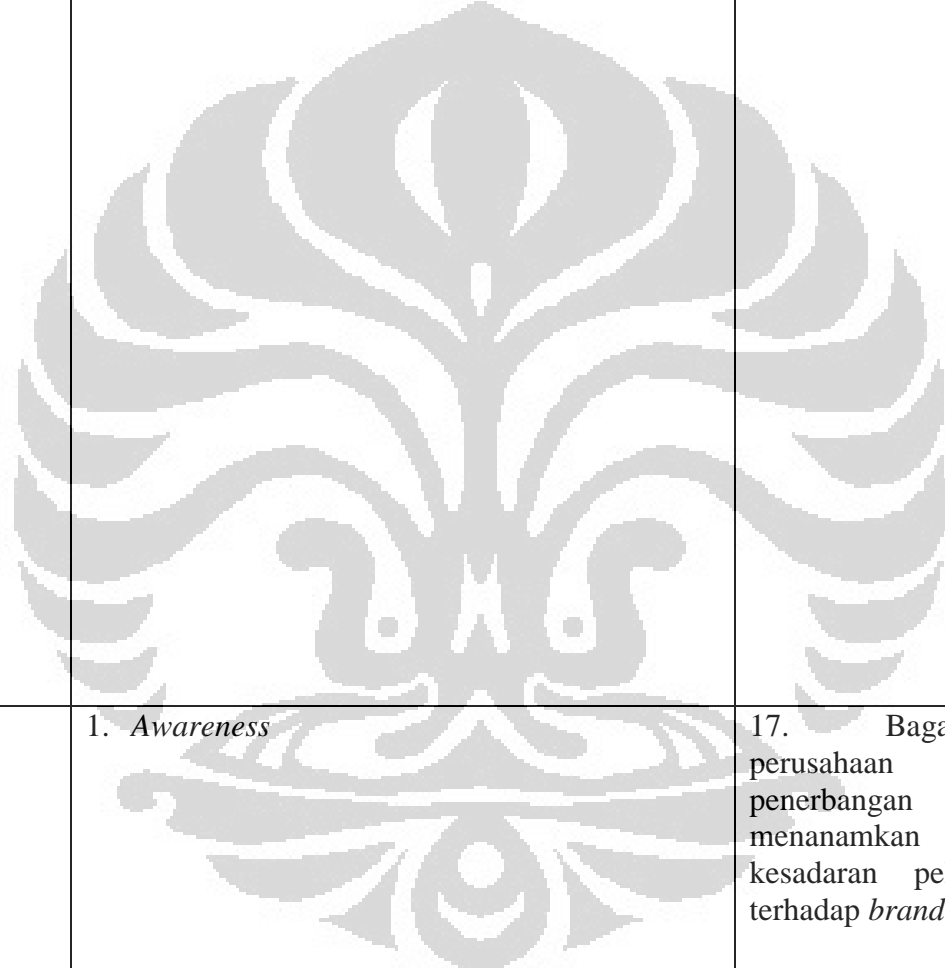 1. Awareness
17.
perusahaan
penerbangan
menanamkan
kesadaran
terhadap brand